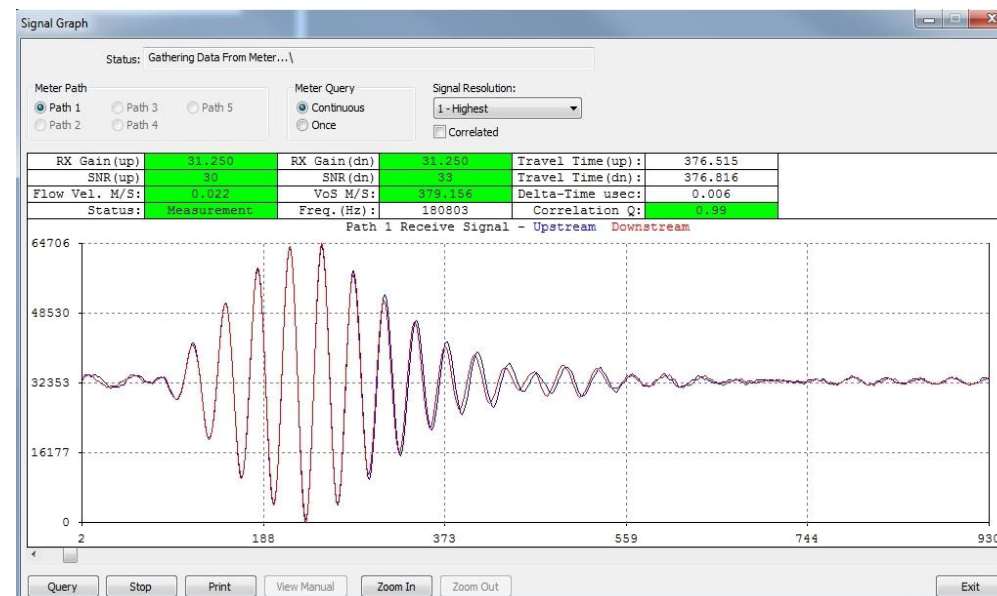 Signal Graph
Status: Gathering Data From Meter...\
Meter Path Meter Query Signal Resolution:
Path 1 Path 3 Path 5 Continuous 1 - Highest
Path 2 Path 4 Once Correlated
RX Gain(up) 31.250 RX Gain(dn) 31.250 Travel Time(up): 376.515
SNR(up) 30 SNR(dn) 33 Travel Time(dn): 376.816
Flow Vel. M/S: 0.022 VoS M/S: 379.156 Delta-Time usec: 0.006
Status: Measurement Freq.(Hz): 180803 Correlation Q: 0.99
Path 1 Receive Signal - Upstream Downstream
64706
48530
32353
16177
0
2 188 373 559 744 930
Query Stop Print View Manual Zoom In Zoom Out Exit